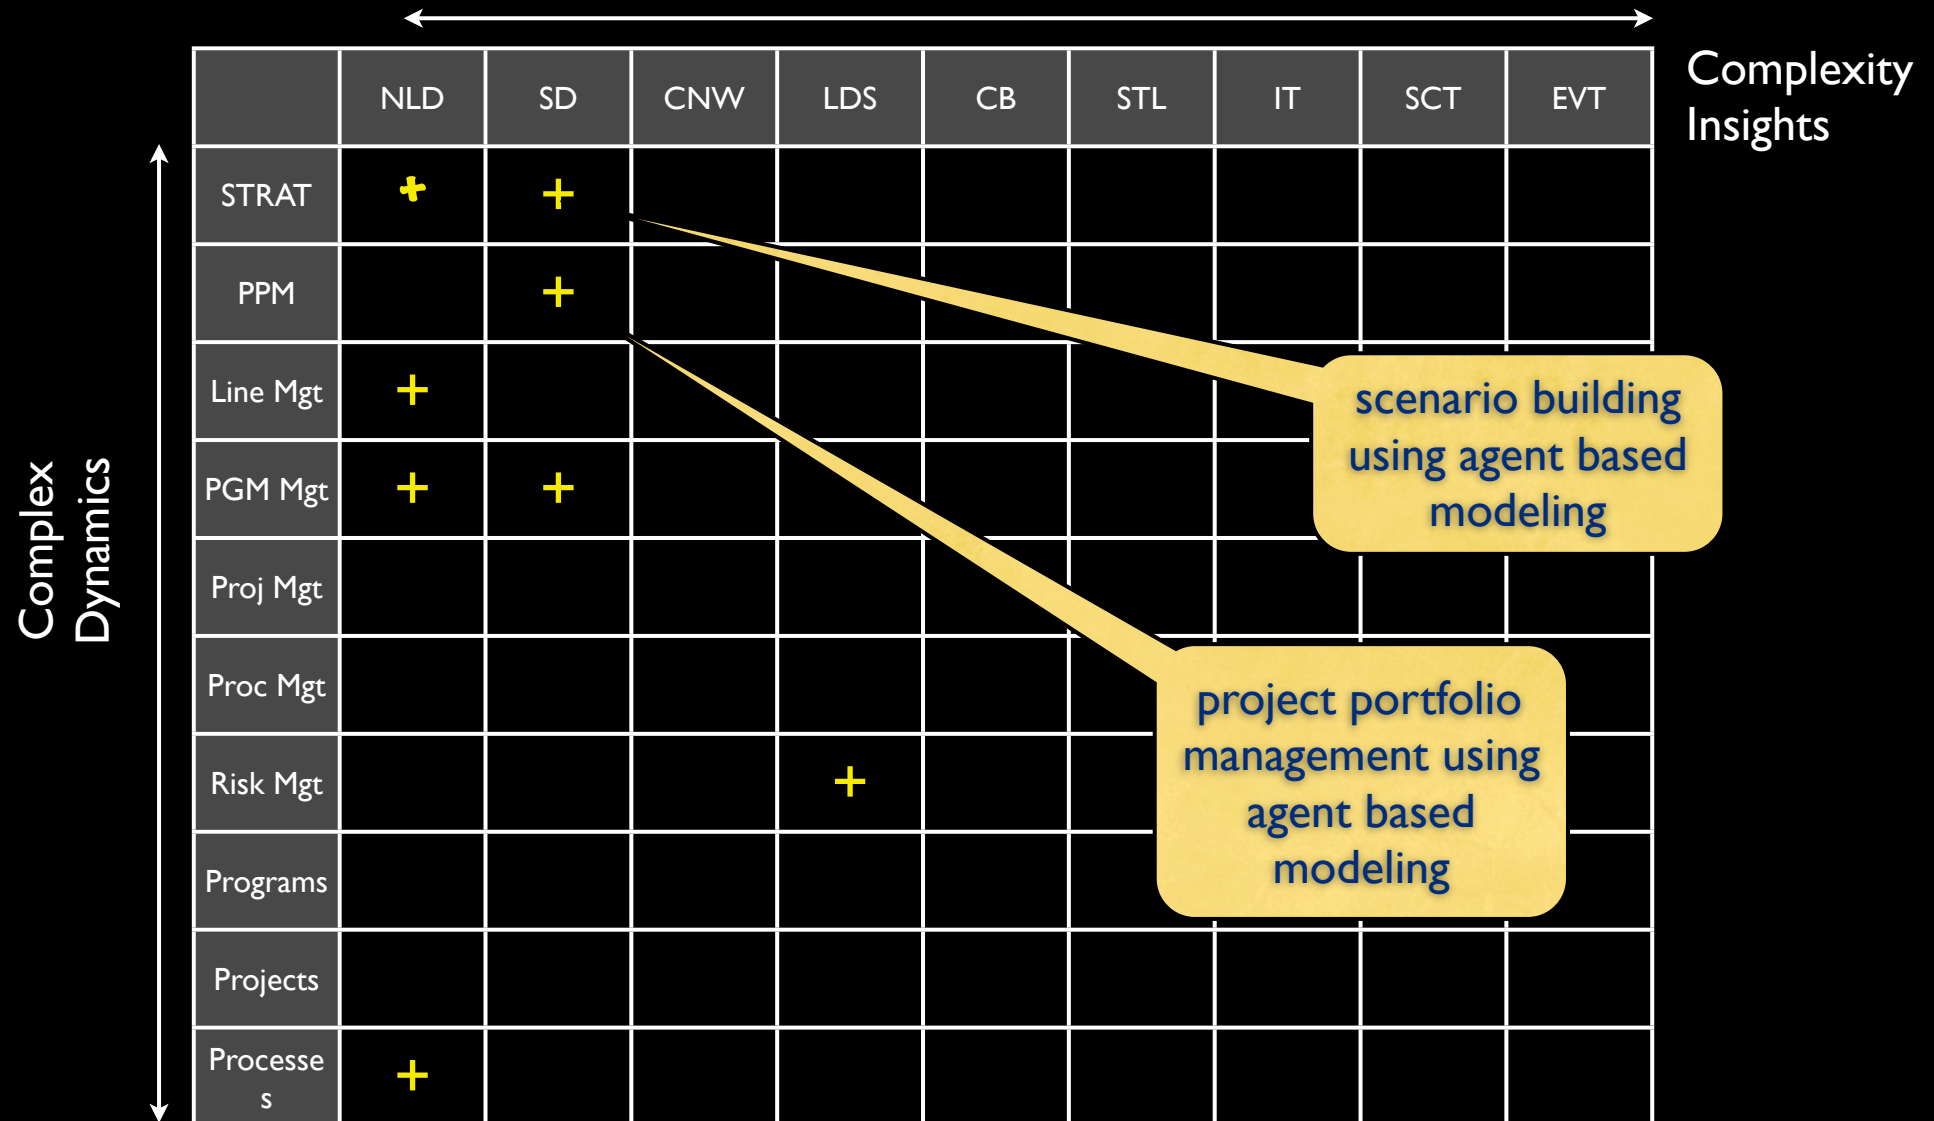 Complexity
Insights
NLD SD CNW LDS CB STL IT SCT EVT
STRAT + +
PPM +
Line Mgt +
PGM Mgt + +
Proj Mgt
Proc Mgt
Risk Mgt +
Programs
Projects
Processe
s +
Complex
Dynamics
scenario building
using agent based
modeling
project portfolio
management using
agent based
modeling